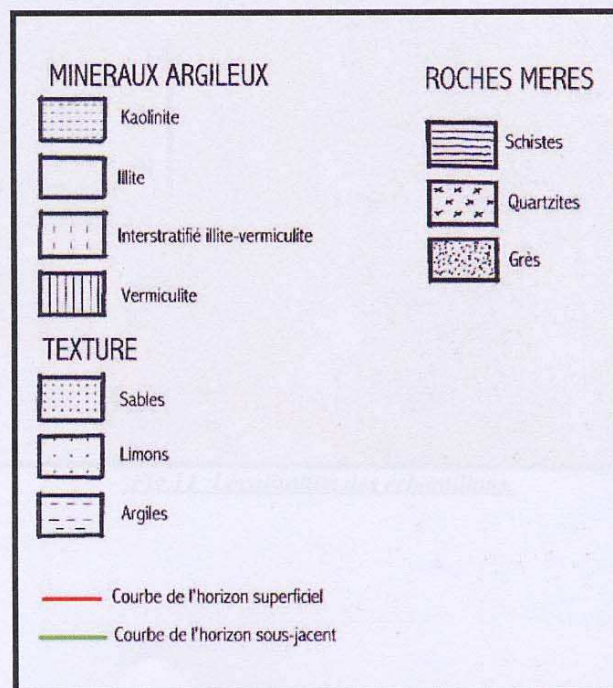 MINERAUX ARGILEUX
Kaolinite
Illite
Interstratifié illite-vermiculite
Vermiculite
TEXTURE
Sables
Limons
Argiles
Courbe de l'horizon superficiel
Courbe de l'horizon sous-jacent
ROCHES MERES
Schistes
Quartzites
Grès